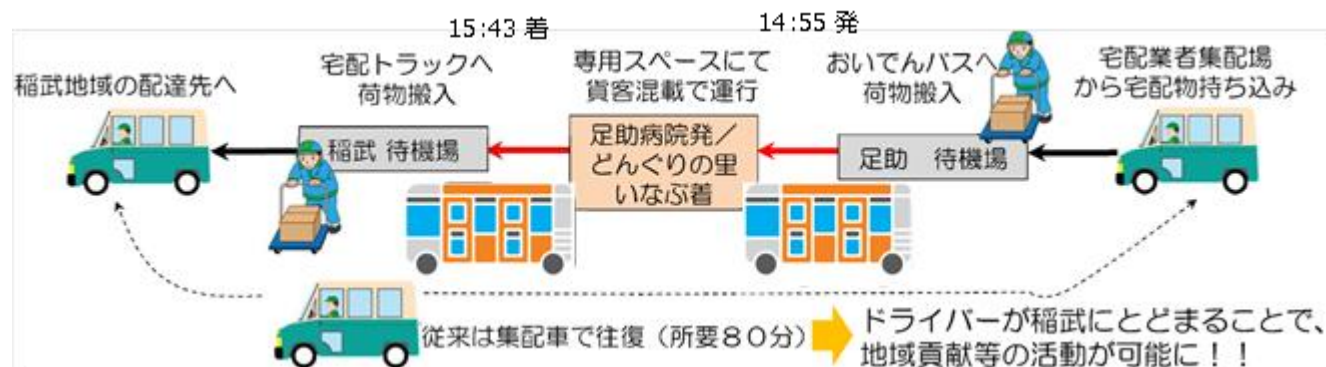 15:43 着
14:55 発
稲武地域の配達先へ
宅配トラックへ
荷物搬入
専用スペースにて
貨客混載で運行
おいでんバスへ
荷物搬入
宅配業者集配場
から宅配物持ち込み
稲武 待機場
足助病院発/
どんぐりの里
いなぶ着
足助 待機場
従来は集配車で往復（所要80分）
ドライバーが稲武にとどまることで、
地域貢献等の活動が可能に！！